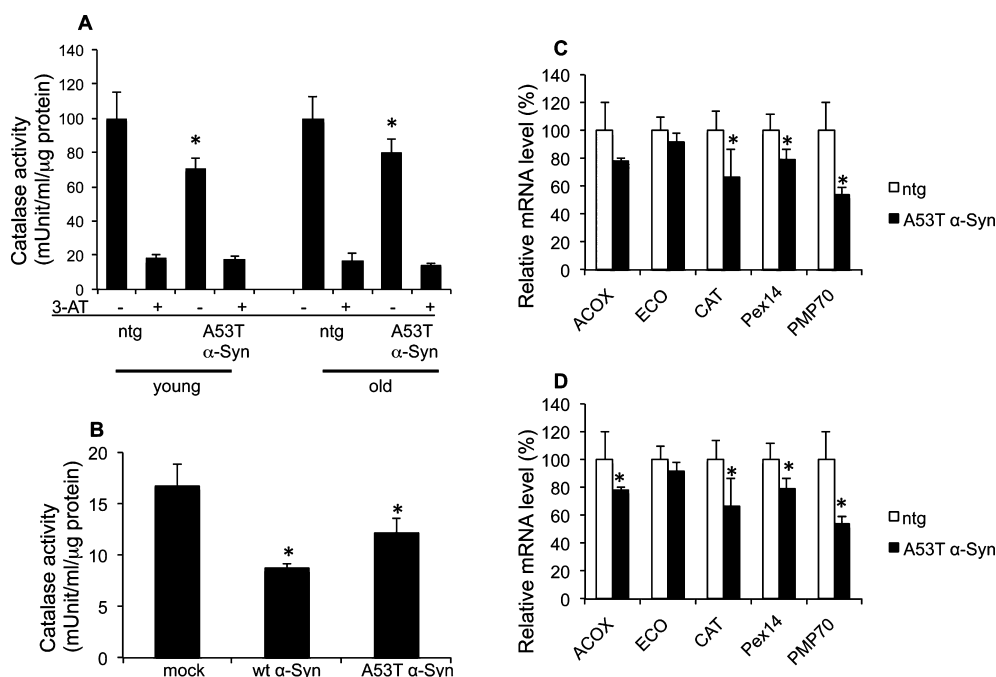 A
Catalase activity
(mUnit/ml/µg protein)
140
120
100
80
60
40
20
0
* *
3-AT - + - + - + - +
ntg A53T α-Syn ntg A53T α-Syn
young old
B
Catalase activity
(mUnit/ml/µg protein)
20
15
10
5
0
* *
mock wt α-Syn A53T α-Syn
C
Relative mRNA level (%)
140
120
100
80
60
40
20
0
* * *
ACOX ECO CAT Pex14 PMP70
ntg
A53T α-Syn
D
Relative mRNA level (%)
140
120
100
80
60
40
20
0
* * * *
ACOX ECO CAT Pex14 PMP70
ntg
A53T α-Syn